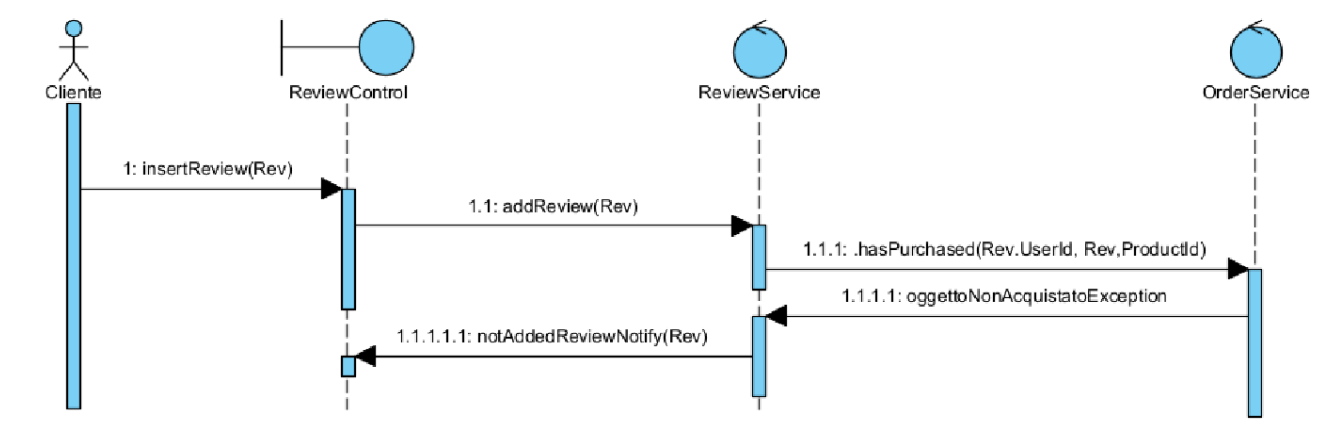 Cliente
ReviewControl
ReviewService
OrderService
1: insertReview(Rev)
1.1: addReview(Rev)
1.1.1: .hasPurchased(Rev.UserId, Rev,ProductId)
1.1.1.1: oggettoNonAcquistatoException
1.1.1.1.1: notAddedReviewNotify(Rev)